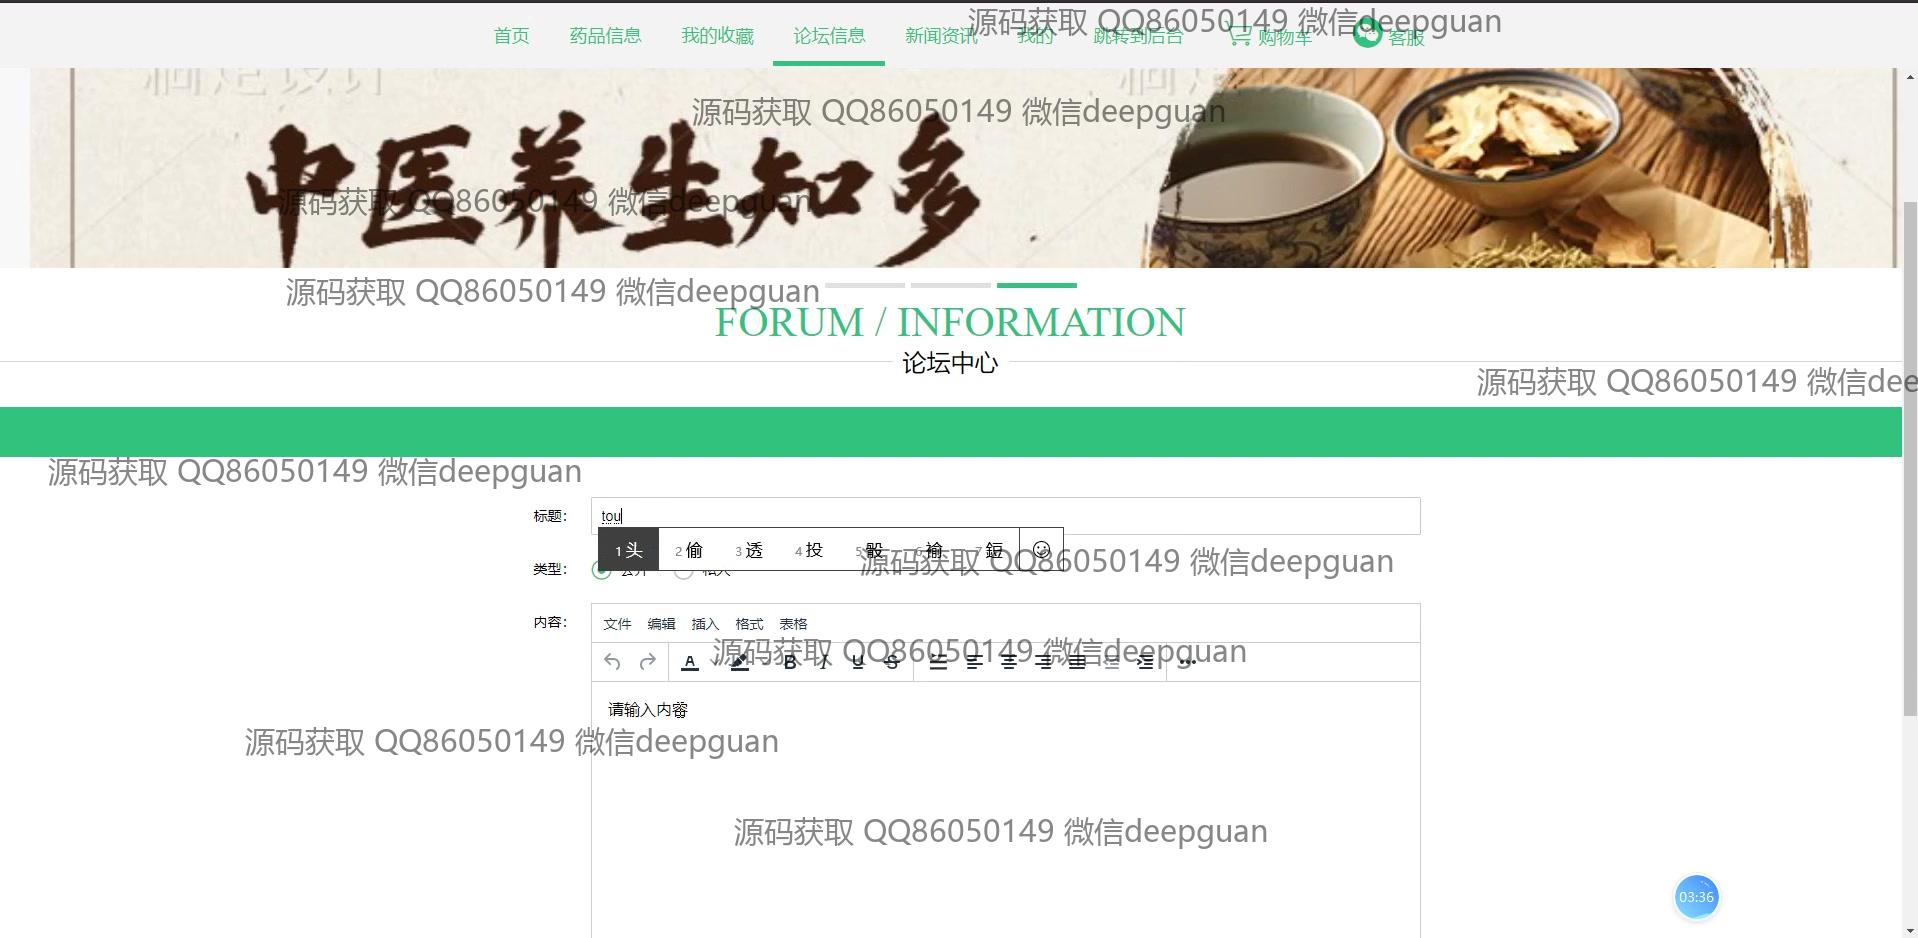 首页 药品信息 我的收藏 论坛信息 新闻资讯 我的 跳转到后台 购物车 客服
源码获取 QQ86050149 微信deepguan
源码获取 QQ86050149 微信deepguan
中医养生知多
源码获取 QQ86050149 微信deepguan
源码获取 QQ86050149 微信deepguan
FORUM / INFORMATION
论坛中心
源码获取 QQ86050149 微信dee
源码获取 QQ86050149 微信deepguan
标题： tou
1 头 2 偷 3 透 4 投 5 骰 6 褕 7 鋀
源码获取 QQ86050149 微信deepguan
类型： 公开 私人
内容： 文件 编辑 插入 格式 表格
源码获取 QQ86050149 微信deepguan
请输入内容
源码获取 QQ86050149 微信deepguan
源码获取 QQ86050149 微信deepguan
03:36